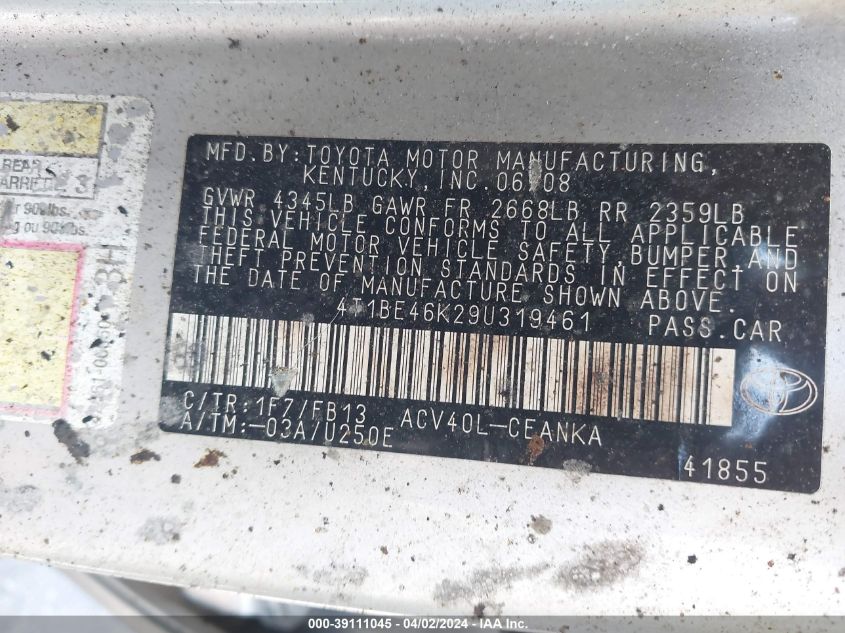 MFD.BY:TOYOTA MOTOR MANUFACTURING,
KENTUCKY, INC. 06/08
GVWR 4345LB GAWR FR 2668LB RR 2359LB
THIS VEHICLE CONFORMS TO ALL APPLICABLE
FEDERAL MOTOR VEHICLE SAFETY,BUMPER,AND
THEFT PREVENTION STANDARDS IN EFFECT ON
THE DATE OF MANUFACTURE SHOWN ABOVE.
4T1BE46K29U319461 PASS.CAR
C/TR:1F7/FB13 ACV40L-CEANKA
A/TM:-03A/U250E
41855
REAR
3
ou 90
000-39111045 - 04/02/2024 - IAA Inc.